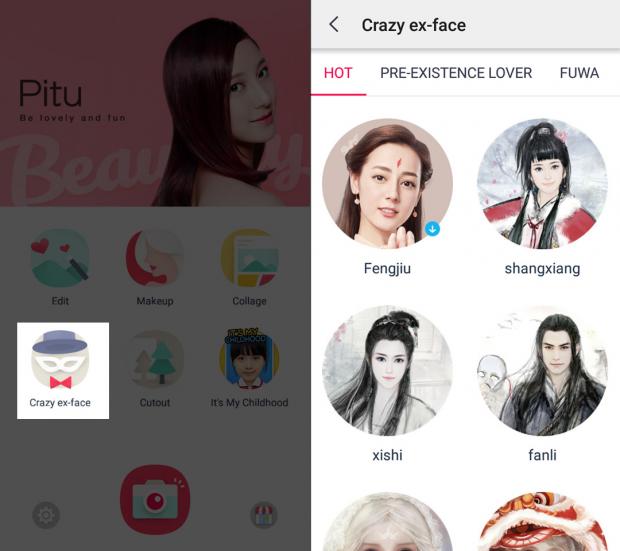 Pitu
Be lovely and fun
Beauty
Edit
Makeup
Collage
IT'S MY
CHILDHOOD
Crazy ex-face
Cutout
It's My Childhood
Crazy ex-face
HOT
PRE-EXISTENCE LOVER
FUWA
Fengjiu
shangxiang
xishi
fanli